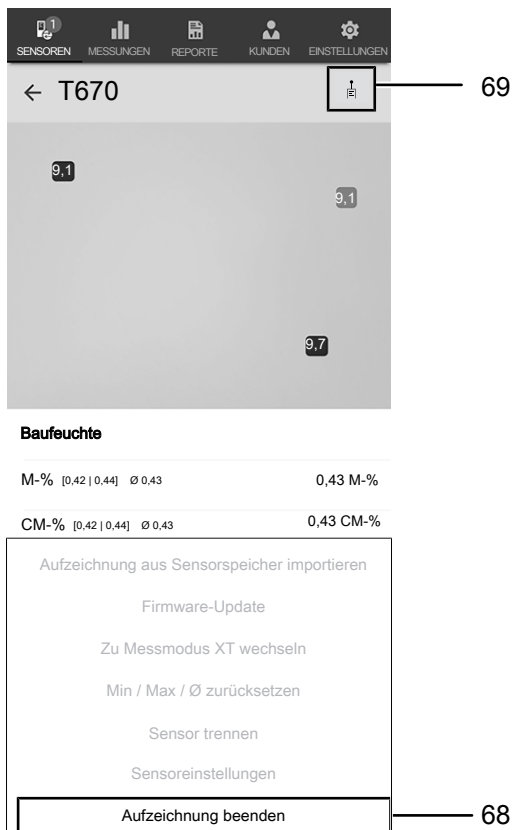 1
SENSOREN MESSUNGEN REPORTE KUNDEN EINSTELLUNGEN
← T670
69
9,1
9,1
9,7
Baufeuchte
M-% [0,42 | 0,44] Ø 0,43 0,43 M-%
CM-% [0,42 | 0,44] Ø 0,43 0,43 CM-%
Aufzeichnung aus Sensorspeicher importieren
Firmware-Update
Zu Messmodus XT wechseln
Min / Max / Ø zurücksetzen
Sensor trennen
Sensoreinstellungen
Aufzeichnung beenden 68